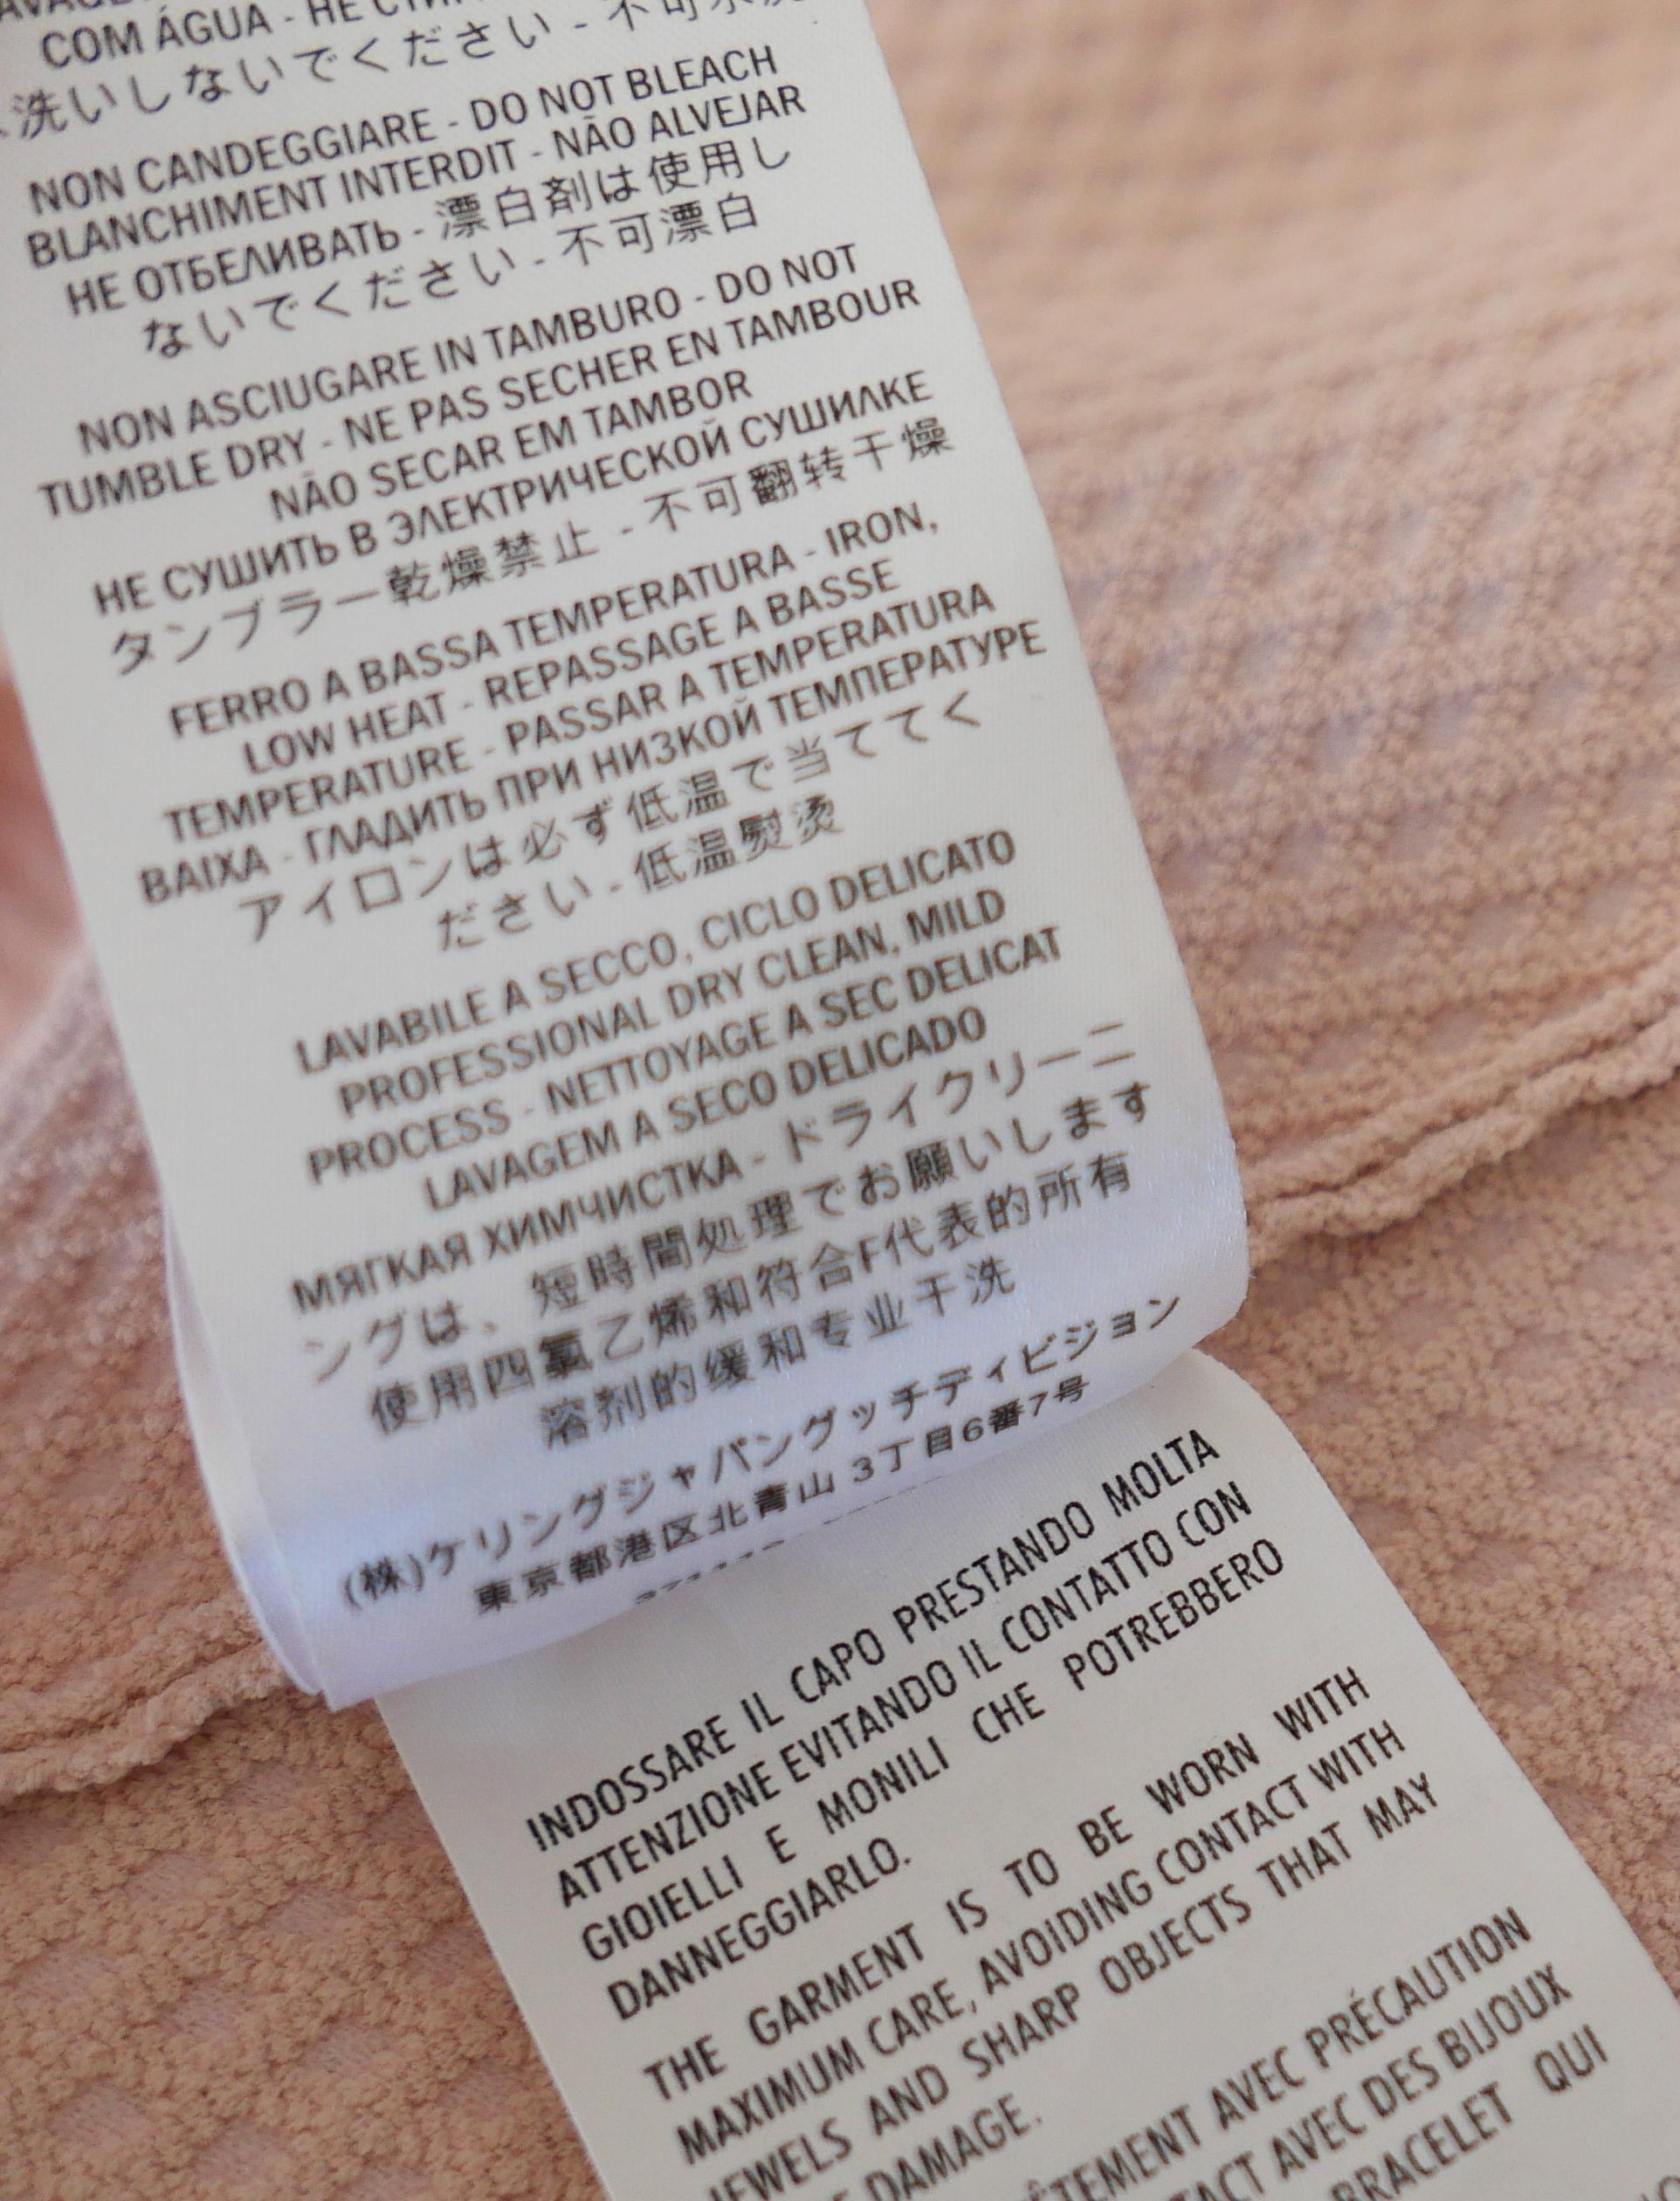 COM ÁGUA - НЕ
洗いしないでください - 不可水洗
NON CANDEGGIARE - DO NOT BLEACH
BLANCHIMENT INTERDIT - NÃO ALVEJAR
НЕ ОТБЕЛИВАТЬ - 漂白剤は使用し
ないでください - 不可漂白
NON ASCIUGARE IN TAMBURO - DO NOT
TUMBLE DRY - NE PAS SECHER EN TAMBOUR
NÃO SECAR EM TAMBOR
НЕ СУШИТЬ В ЭЛЕКТРИЧЕСКОЙ СУШИЛКЕ
タンブラー乾燥禁止 - 不可翻转干燥
FERRO A BASSA TEMPERATURA - IRON,
LOW HEAT - REPASSAGE A BASSE
TEMPERATURE - PASSAR A TEMPERATURA
BAIXA - ГЛАДИТЬ ПРИ НИЗКОЙ ТЕМПЕРАТУРЕ
アイロンは必ず低温で当ててく
ださい - 低温熨烫
LAVABILE A SECCO, CICLO DELICATO
PROFESSIONAL DRY CLEAN, MILD
PROCESS - NETTOYAGE A SEC DELICAT
LAVAGEM A SECO DELICADO
МЯГКАЯ ХИМЧИСТКА - ドライクリーニ
ングは、短時間処理でお願いします
使用四氯乙烯和符合F代表的所有
溶剂的缓和专业干洗
(株)ケリングジャパングッチディビジョン
東京都港区北青山 3丁目6番7号
INDOSSARE IL CAPO PRESTANDO MOLTA
ATTENZIONE EVITANDO IL CONTATTO CON
GIOIELLI E MONILI CHE POTREBBERO
DANNEGGIARLO.
THE GARMENT IS TO BE WORN WITH
MAXIMUM CARE, AVOIDING CONTACT WITH
JEWELS AND SHARP OBJECTS THAT MAY
DAMAGE.
AVEC PRÉCAUTION
AVEC DES BIJOUX
BRACELET QUI